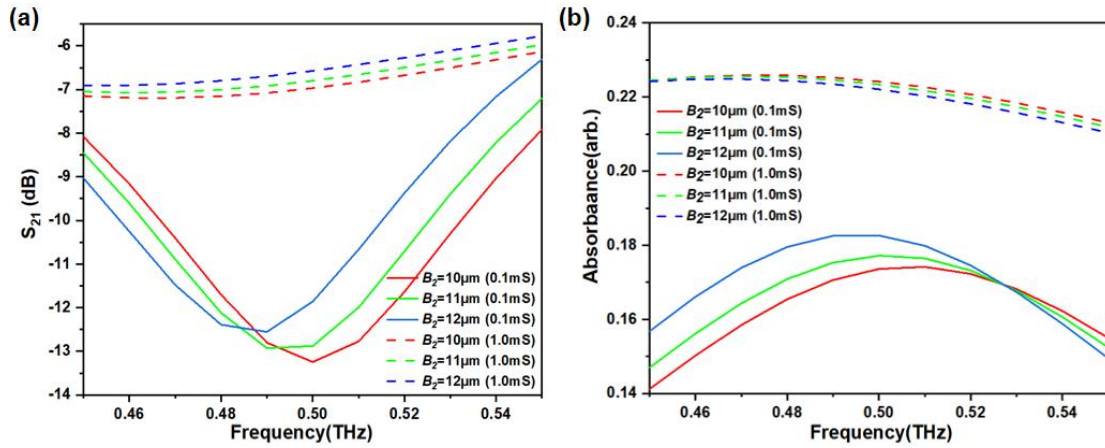 (a)
-6
-7
-8
-9
-10
-11
-12
-13
-14
S21 (dB)
B2=10μm (0.1mS)
B2=11μm (0.1mS)
B2=12μm (0.1mS)
B2=10μm (1.0mS)
B2=11μm (1.0mS)
B2=12μm (1.0mS)
0.46 0.48 0.50 0.52 0.54
Frequency(THz)
(b)
0.24
0.22
0.20
0.18
0.16
0.14
Absorbaance(arb.)
B2=10μm (0.1mS)
B2=11μm (0.1mS)
B2=12μm (0.1mS)
B2=10μm (1.0mS)
B2=11μm (1.0mS)
B2=12μm (1.0mS)
0.46 0.48 0.50 0.52 0.54
Frequency(THz)